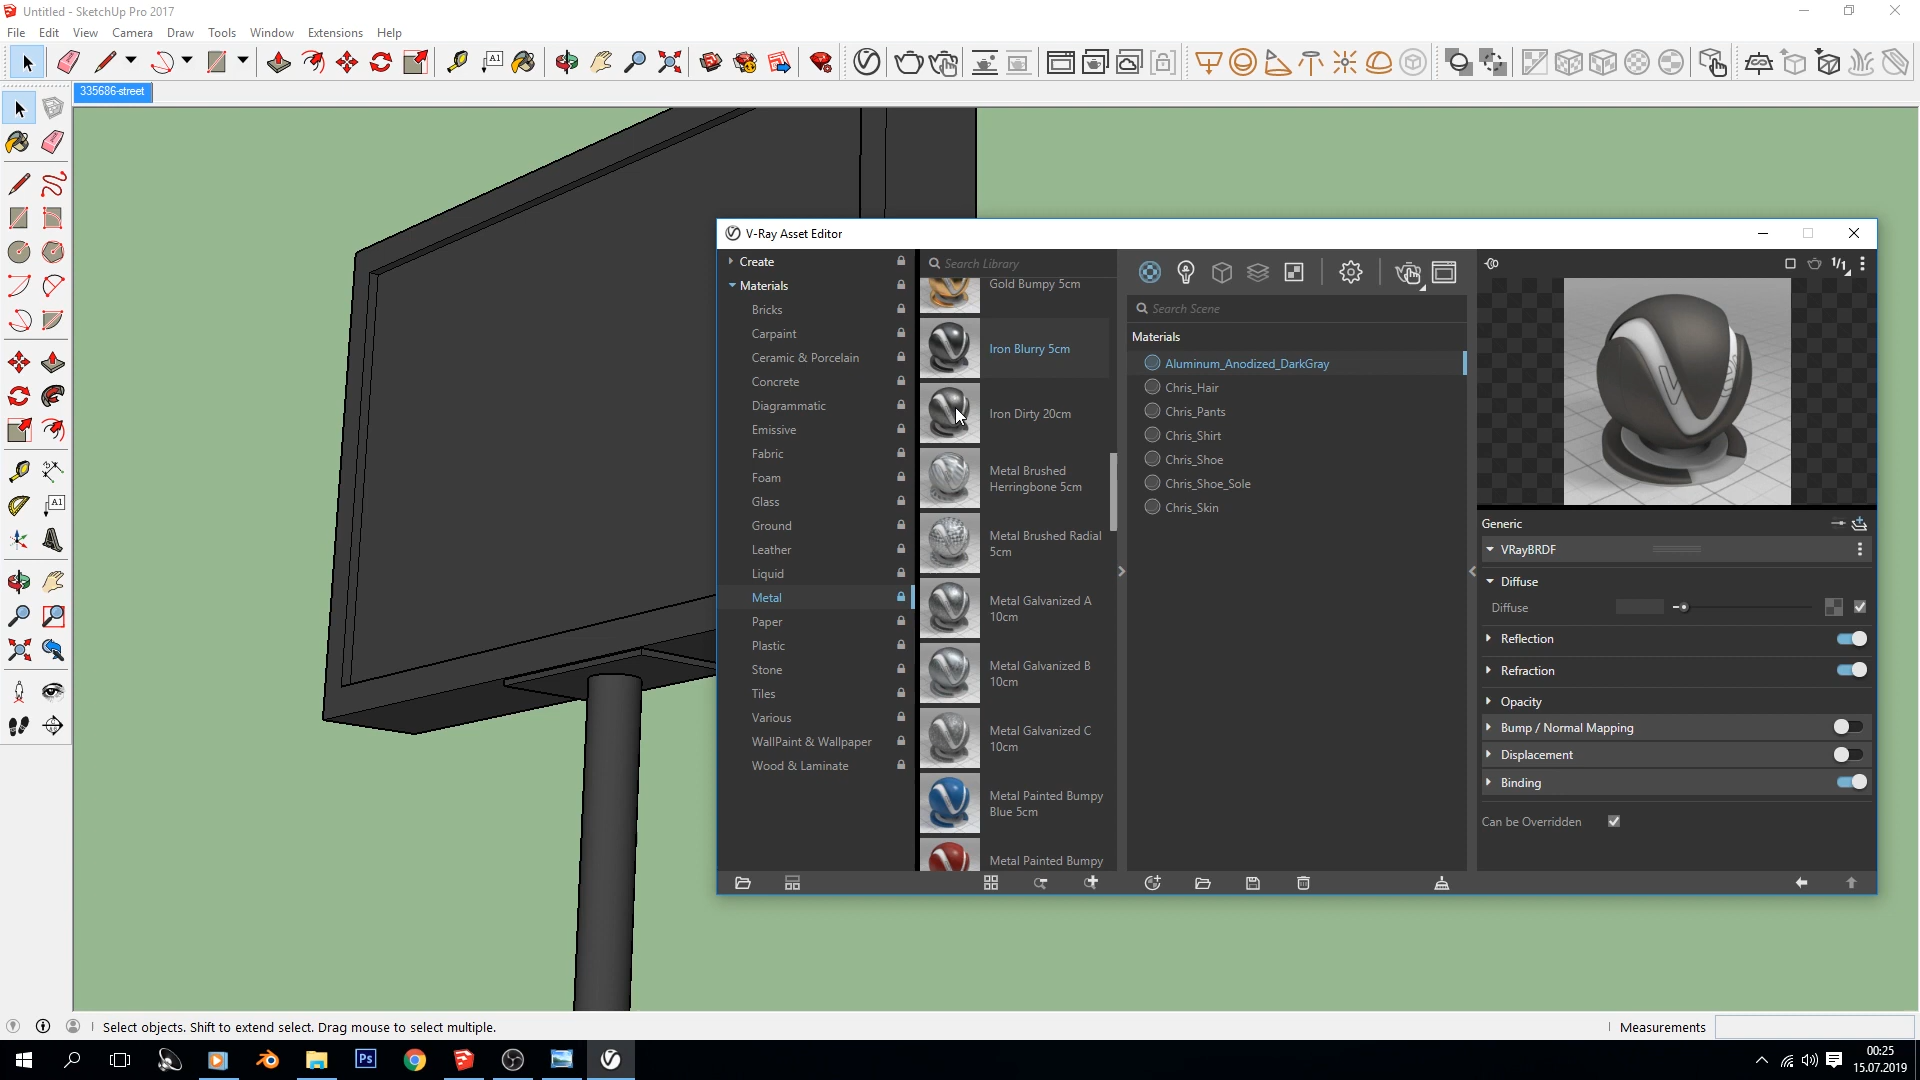 Untitled - SketchUp Pro 2017
File Edit View Camera Draw Tools Window Extensions Help
335686-street
V-Ray Asset Editor
Create
Materials
Bricks
Carpaint
Ceramic & Porcelain
Concrete
Diagrammatic
Emissive
Fabric
Foam
Glass
Ground
Leather
Liquid
Metal
Paper
Plastic
Stone
Tiles
Various
WallPaint & Wallpaper
Wood & Laminate
Search Library
Gold Bumpy 5cm
Iron Blurry 5cm
Iron Dirty 20cm
Metal Brushed
Herringbone 5cm
Metal Brushed Radial
5cm
Metal Galvanized A
10cm
Metal Galvanized B
10cm
Metal Galvanized C
10cm
Metal Painted Bumpy
Blue 5cm
Metal Painted Bumpy
Search Scene
Materials
Aluminum_Anodized_DarkGray
Chris_Hair
Chris_Pants
Chris_Shirt
Chris_Shoe
Chris_Shoe_Sole
Chris_Skin
1/1
Generic
VRayBRDF
Diffuse
Diffuse
Reflection
Refraction
Opacity
Bump / Normal Mapping
Displacement
Binding
Can be Overridden
Select objects. Shift to extend select. Drag mouse to select multiple.
Measurements
Ps
00:25
15.07.2019